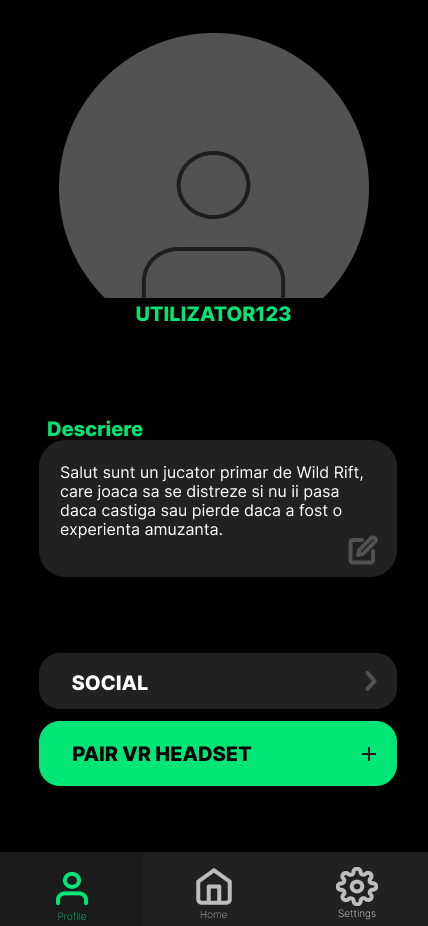 UTILIZATOR123
Descriere
Salut sunt un jucator primar de Wild Rift,
care joaca sa se distreze si nu ii pasa
daca castiga sau pierde daca a fost o
experienta amuzanta.
SOCIAL
PAIR VR HEADSET +
Profile Home Settings